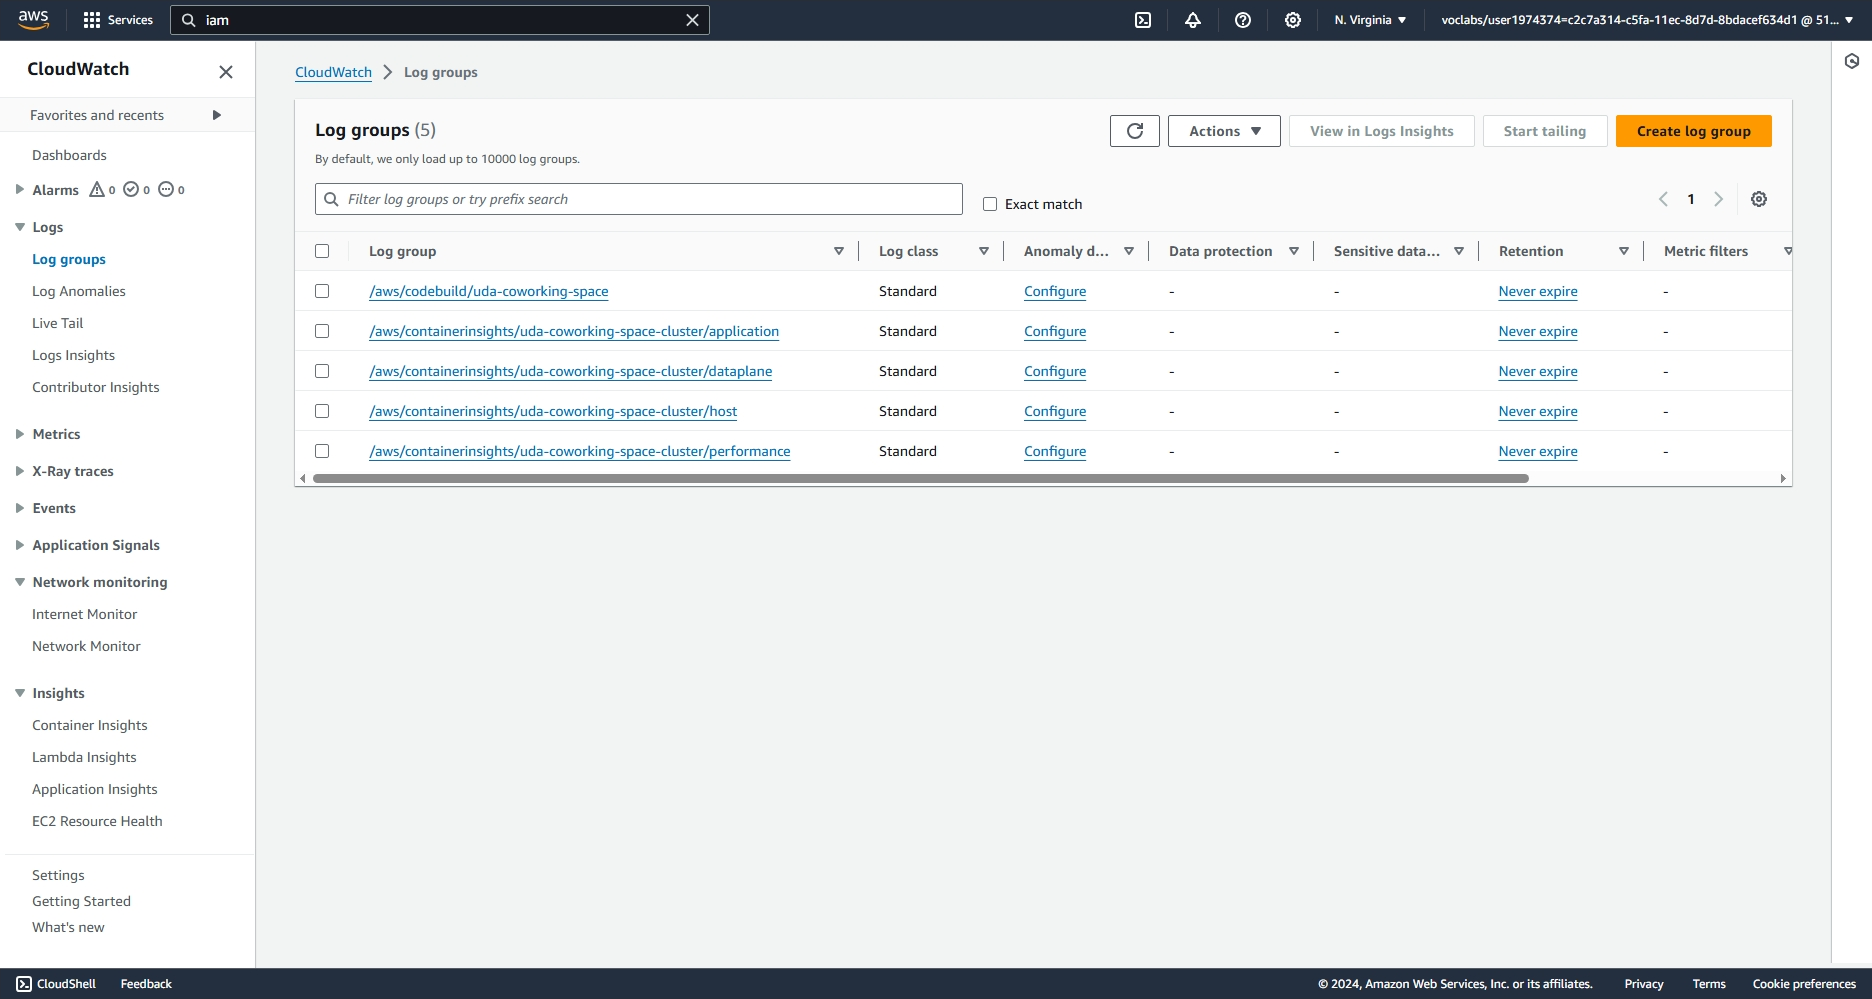 aws
Services
iam
N. Virginia
voclabs/user1974374=c2c7a314-c5fa-11ec-8d7d-8bdacef634d1 @ 51...
CloudWatch
Favorites and recents
Dashboards
Alarms 0 0 0
Logs
Log groups
Log Anomalies
Live Tail
Logs Insights
Contributor Insights
Metrics
X-Ray traces
Events
Application Signals
Network monitoring
Internet Monitor
Network Monitor
Insights
Container Insights
Lambda Insights
Application Insights
EC2 Resource Health
Settings
Getting Started
What's new
CloudWatch > Log groups
Log groups (5)
By default, we only load up to 10000 log groups.
Actions
View in Logs Insights
Start tailing
Create log group
Filter log groups or try prefix search
Exact match
1
Log group Log class Anomaly d... Data protection Sensitive data... Retention Metric filters
/aws/codebuild/uda-coworking-space Standard Configure - - Never expire -
/aws/containerinsights/uda-coworking-space-cluster/application Standard Configure - - Never expire -
/aws/containerinsights/uda-coworking-space-cluster/dataplane Standard Configure - - Never expire -
/aws/containerinsights/uda-coworking-space-cluster/host Standard Configure - - Never expire -
/aws/containerinsights/uda-coworking-space-cluster/performance Standard Configure - - Never expire -
CloudShell
Feedback
© 2024, Amazon Web Services, Inc. or its affiliates.
Privacy
Terms
Cookie preferences